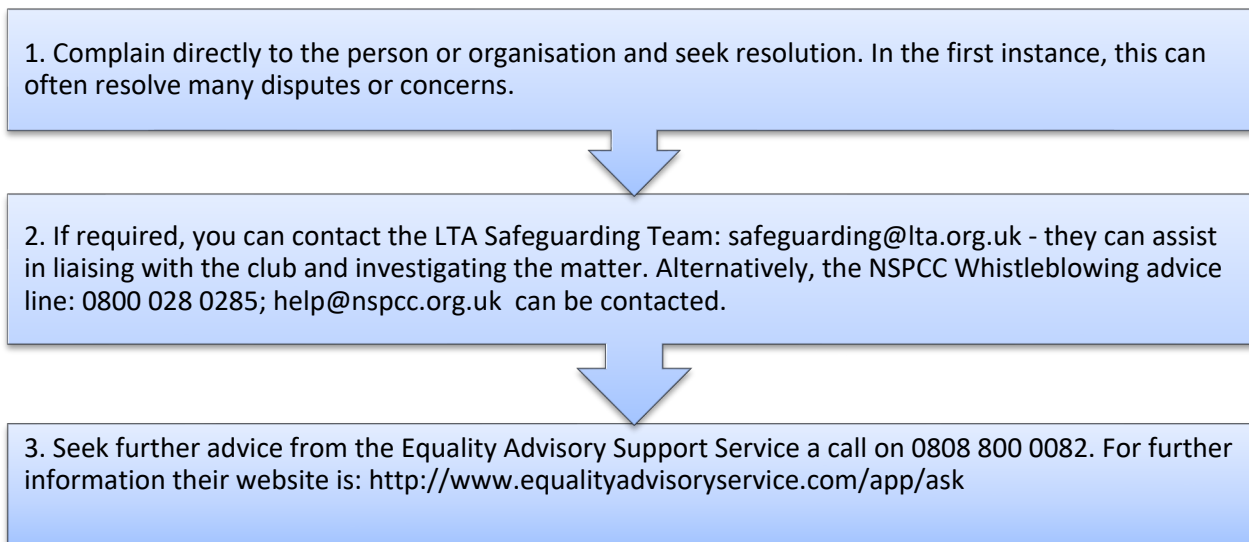 1. Complain directly to the person or organisation and seek resolution. In the first instance, this can
often resolve many disputes or concerns.
2. If required, you can contact the LTA Safeguarding Team: safeguarding@lta.org.uk - they can assist
in liaising with the club and investigating the matter. Alternatively, the NSPCC Whistleblowing advice
line: 0800 028 0285; help@nspcc.org.uk  can be contacted.
3. Seek further advice from the Equality Advisory Support Service a call on 0808 800 0082. For further
information their website is: http://www.equalityadvisoryservice.com/app/ask